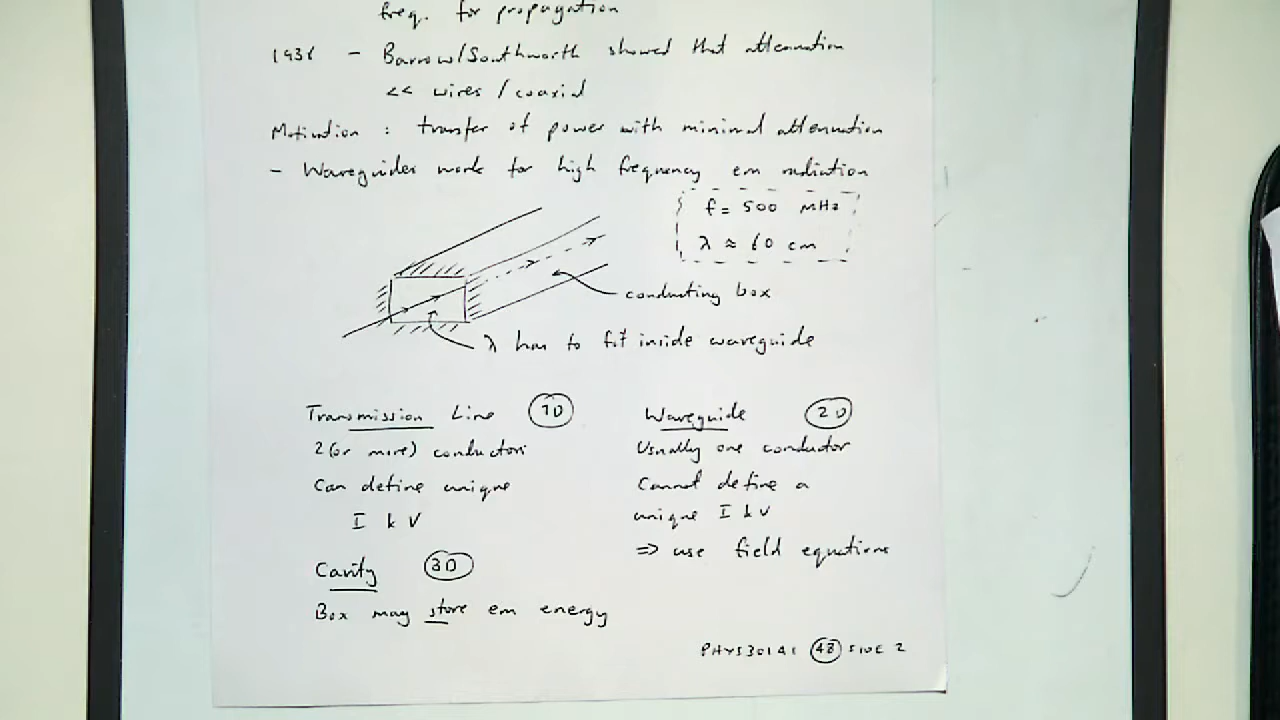 freq. for propagation
1936 - Barrow/Southworth showed that attenuation
<< wires / coaxial
Motivation : transfer of power with minimal attenuation
- Waveguides work for high frequency em radiation
f = 500 MHz
λ ≈ 60 cm
conducting box
λ has to fit inside waveguide
Transmission Line 1D
2 (or more) conductors
Can define unique
I & V
Waveguide 2D
Usually one conductor
Cannot define a
unique I & V
=> use field equations
Cavity 3D
Box may store em energy
PHYS30141 48 SIDE 2